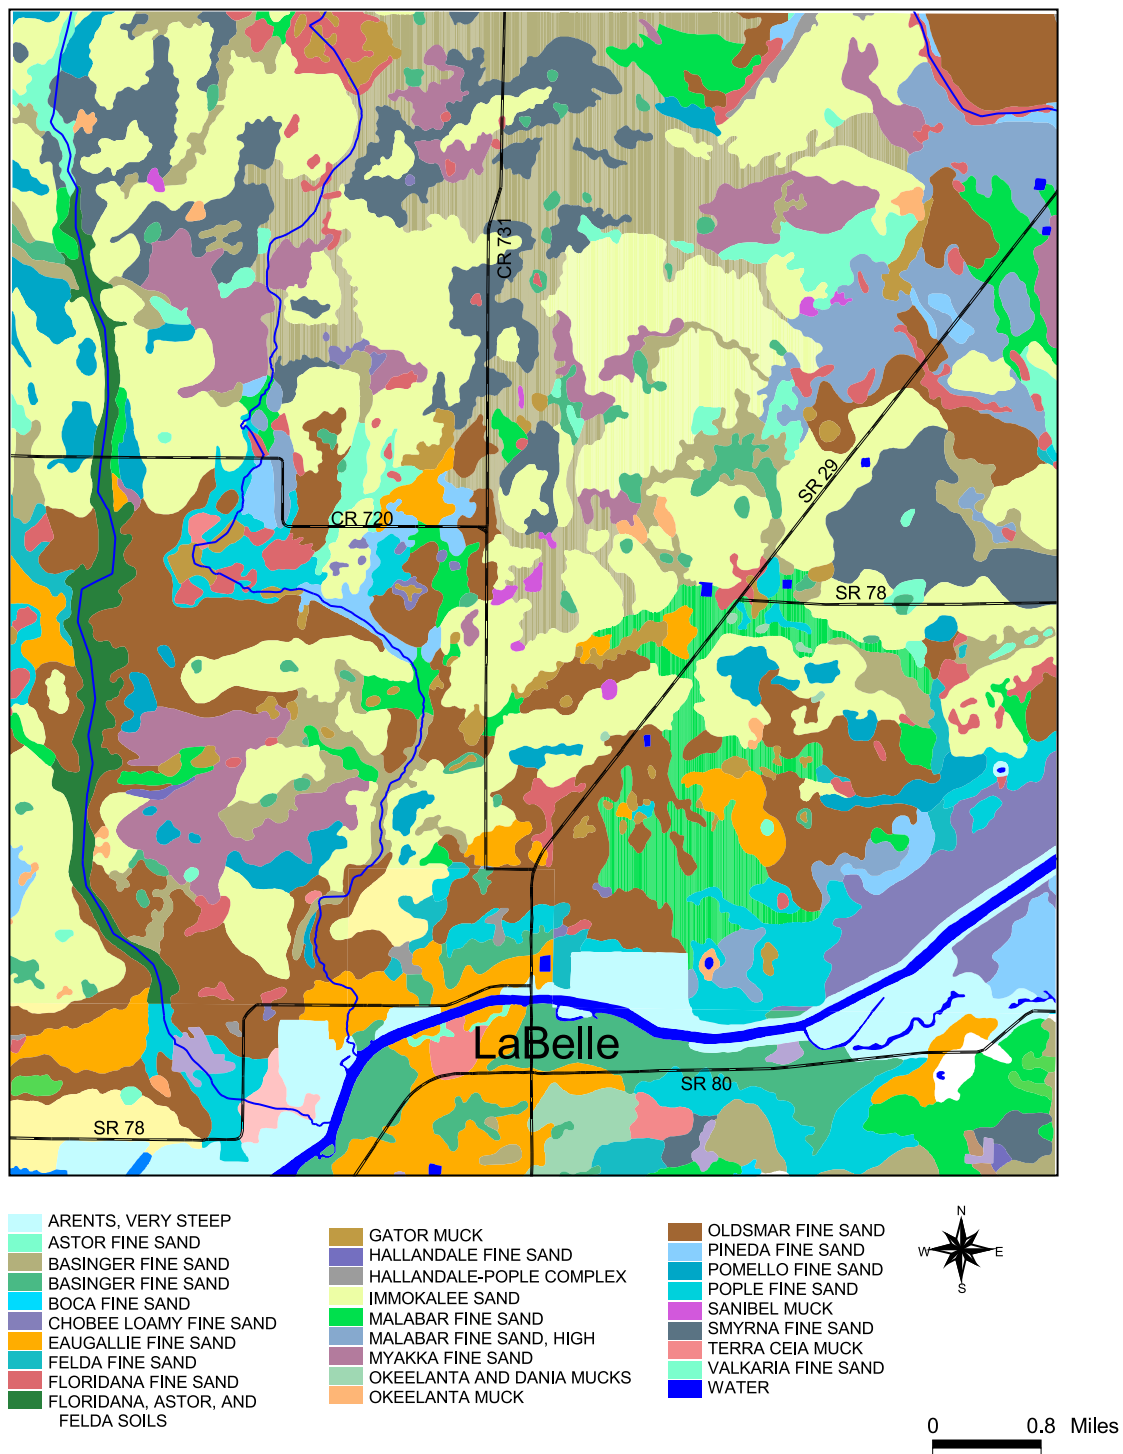 CR 731
SR 29
CR 720
SR 78
LaBelle
SR 80
SR 78
ARENTS, VERY STEEP
ASTOR FINE SAND
BASINGER FINE SAND
BASINGER FINE SAND
BOCA FINE SAND
CHOBEE LOAMY FINE SAND
EAUGALLIE FINE SAND
FELDA FINE SAND
FLORIDANA FINE SAND
FLORIDANA, ASTOR, AND
FELDA SOILS
GATOR MUCK
HALLANDALE FINE SAND
HALLANDALE-POPLE COMPLEX
IMMOKALEE SAND
MALABAR FINE SAND
MALABAR FINE SAND, HIGH
MYAKKA FINE SAND
OKEELANTA AND DANIA MUCKS
OKEELANTA MUCK
OLDSMAR FINE SAND
PINEDA FINE SAND
POMELLO FINE SAND
POPLE FINE SAND
SANIBEL MUCK
SMYRNA FINE SAND
TERRA CEIA MUCK
VALKARIA FINE SAND
WATER
N
W E
S
0 0.8 Miles